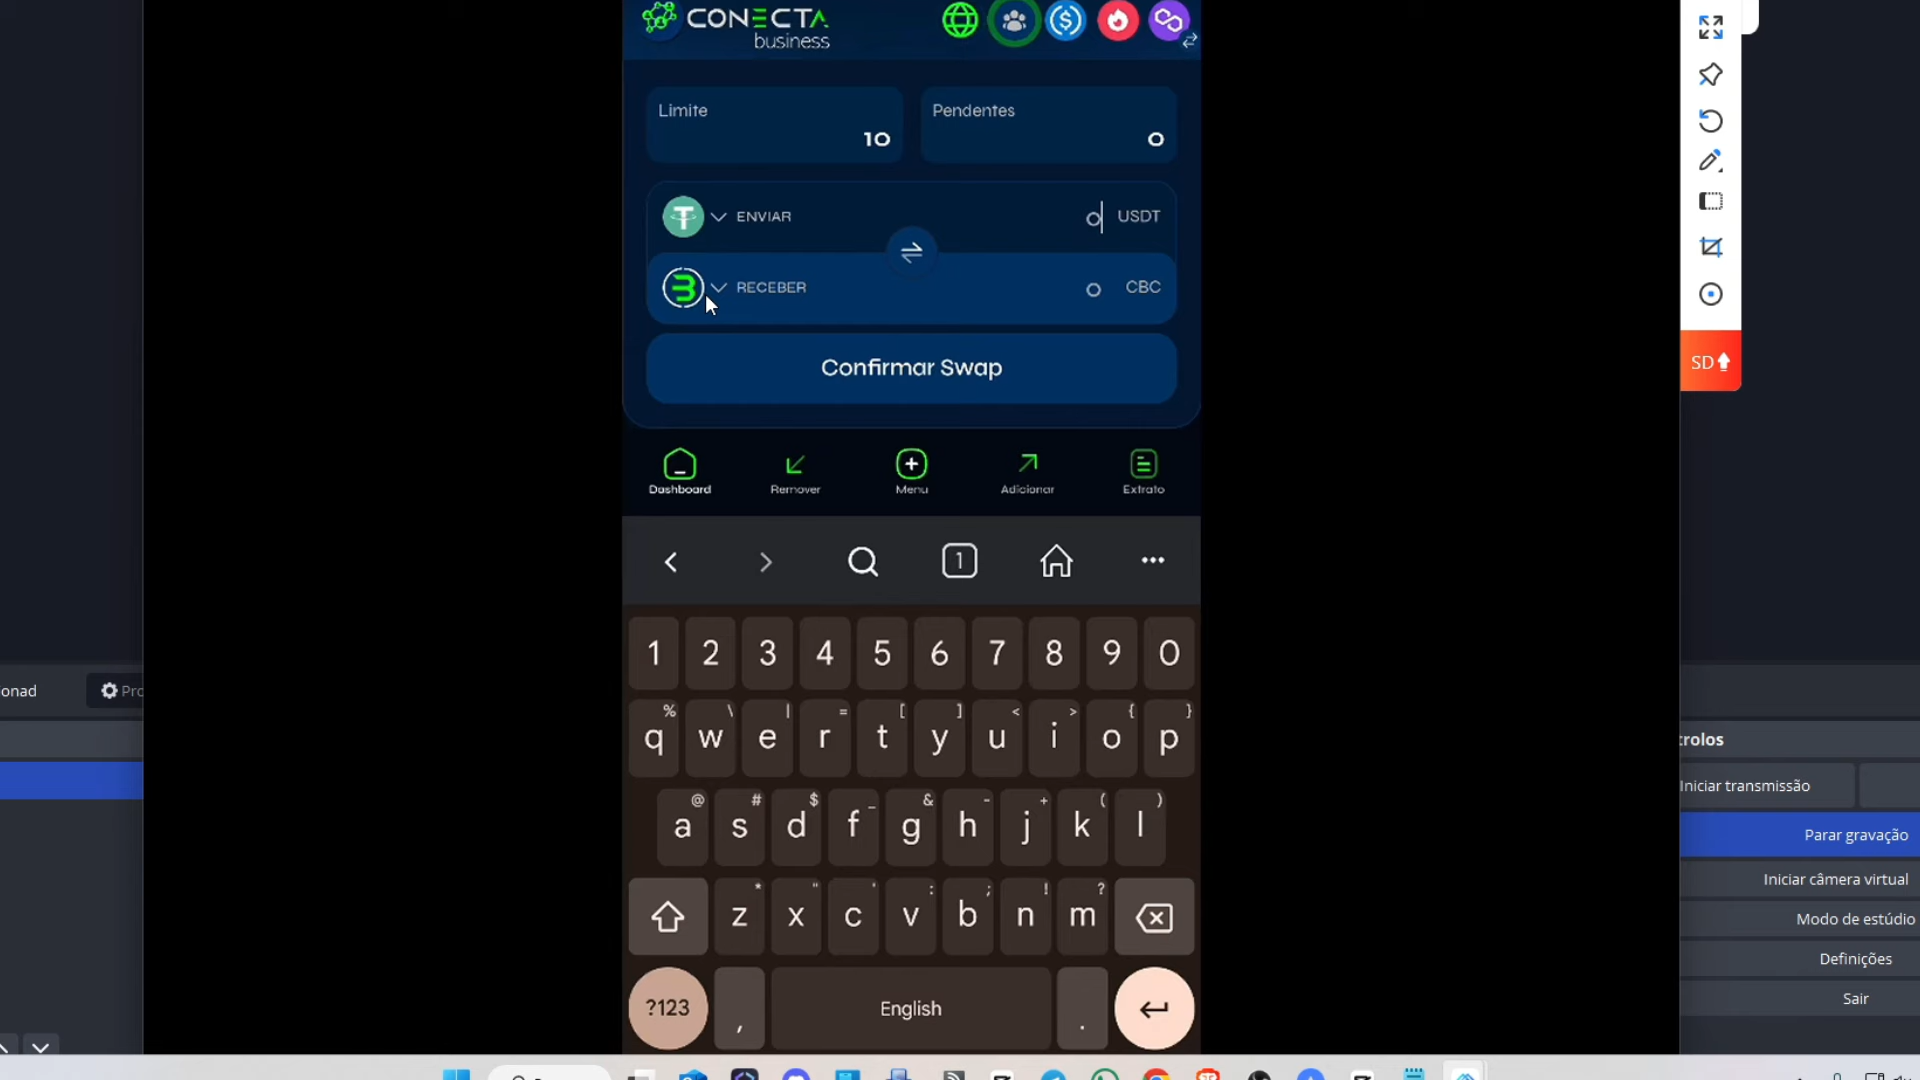 CONECTA
business
Limite
10
Pendentes
0
ENVIAR
0 USDT
RECEBER
0 CBC
Confirmar Swap
Dashboard
Remover
Menu
Adicionar
Extrato
1
1 2 3 4 5 6 7 8 9 0
% \ | = [ ] < > { }
q w e r t y u i o p
@ # $ _ & - + ( )
a s d f g h j k l
* " ' : ; ! ?
z x c v b n m
?123 , English .
SD
ionad
Pro
trolos
Iniciar transmissão
Parar gravação
Iniciar câmera virtual
Modo de estúdio
Definições
Sair